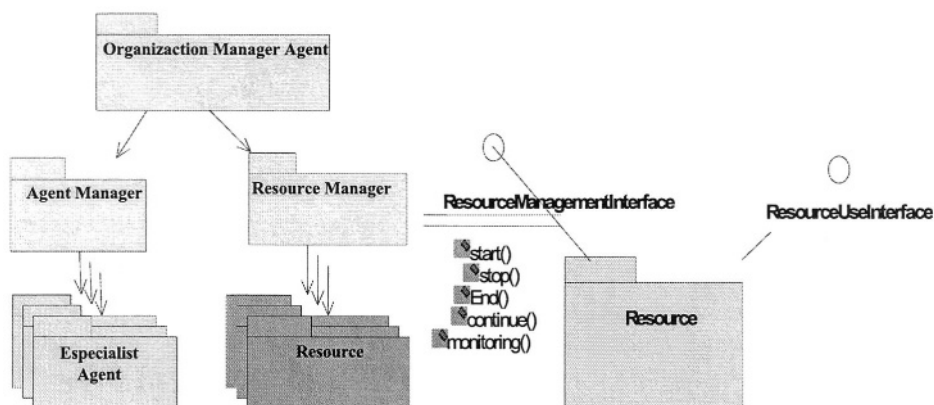 Organizaction Manager Agent
Agent Manager
Resource Manager
Especialist
Agent
Resource
ResourceManagementInterface
start()
stop()
End()
continue()
monitoring()
ResourceUseInterface
Resource